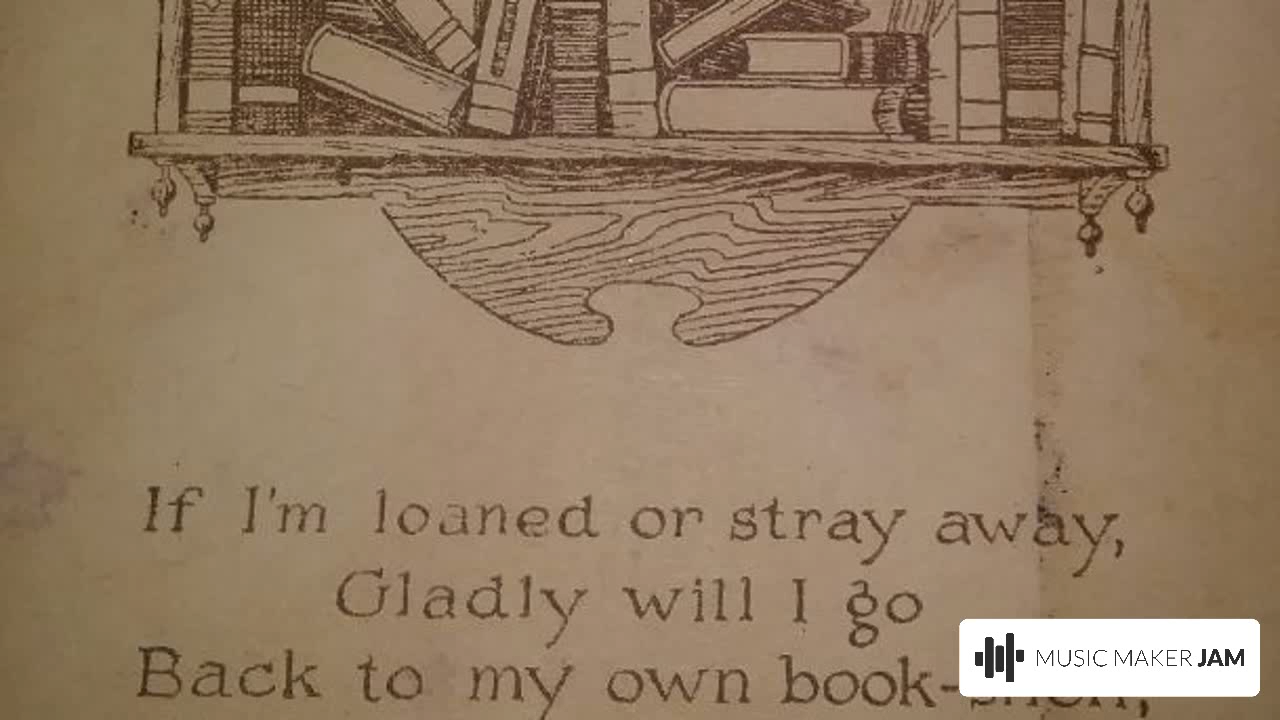 If I'm loaned or stray away,
Gladly will I go
Back to my own book-
MUSIC MAKER JAM